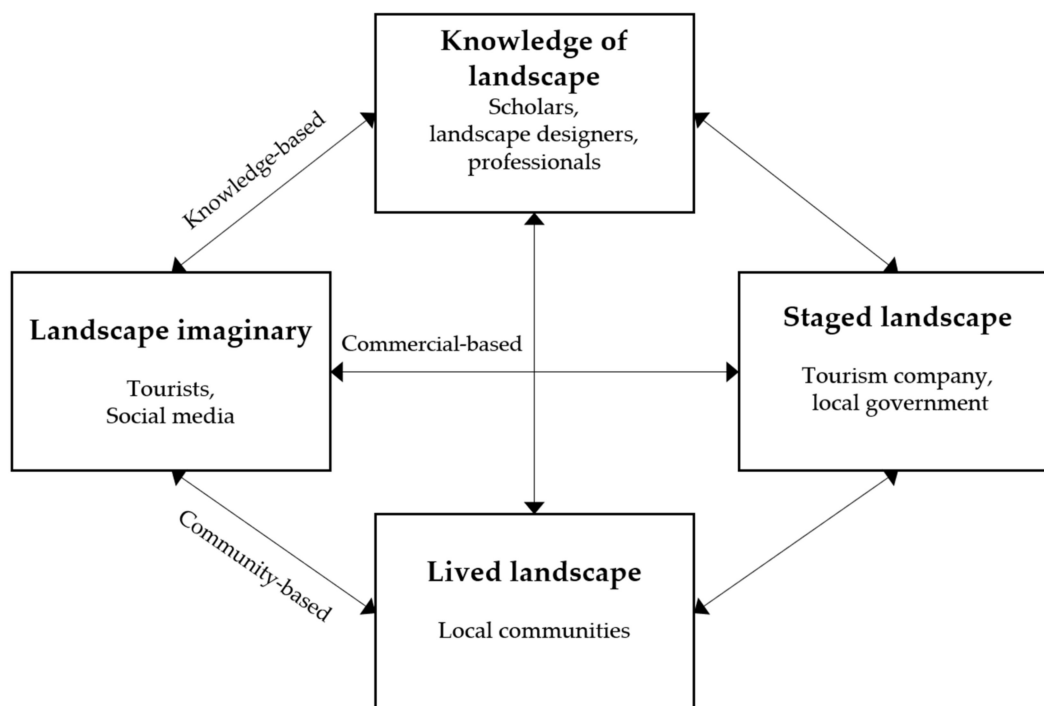 Knowledge of
landscape
Scholars,
landscape designers,
professionals
Knowledge-based
Landscape imaginary
Tourists,
Social media
Commercial-based
Staged landscape
Tourism company,
local government
Community-based
Lived landscape
Local communities